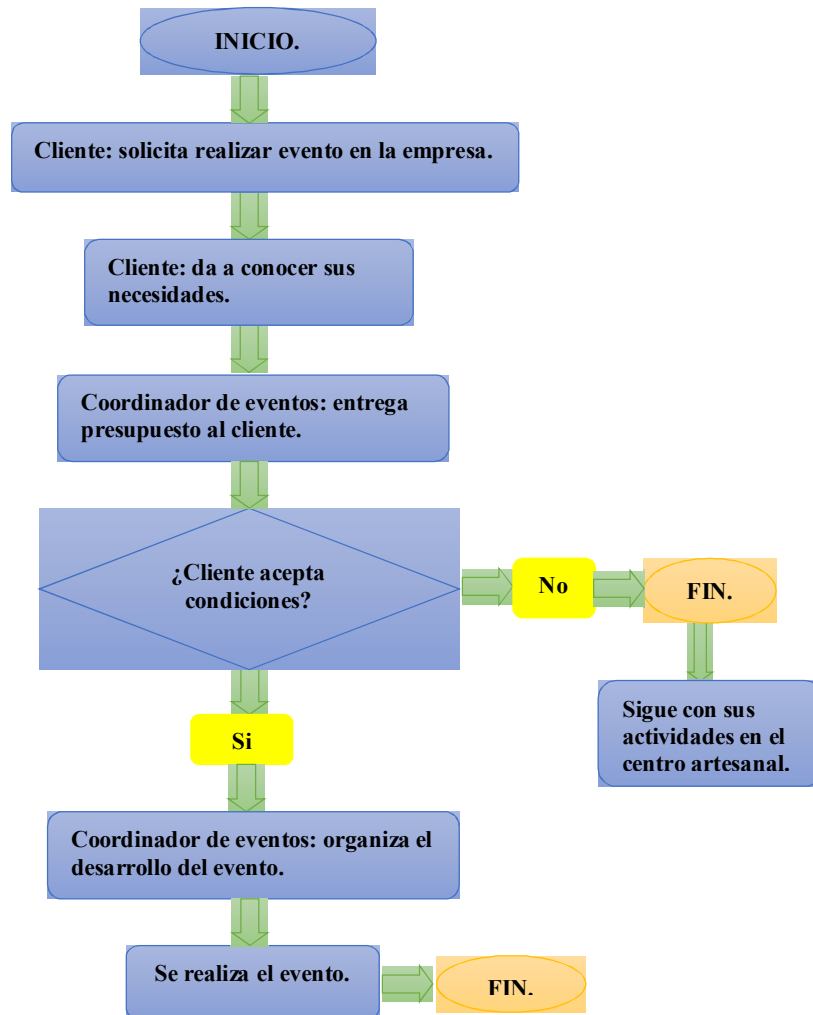 INICIO.
Cliente: solicita realizar evento en la empresa.
Cliente: da a conocer sus
necesidades.
Coordinador de eventos: entrega
presupuesto al cliente.
¿Cliente acepta
condiciones?
No
FIN.
Sigue con sus
actividades en el
centro artesanal.
Si
Coordinador de eventos: organiza el
desarrollo del evento.
Se realiza el evento.
FIN.